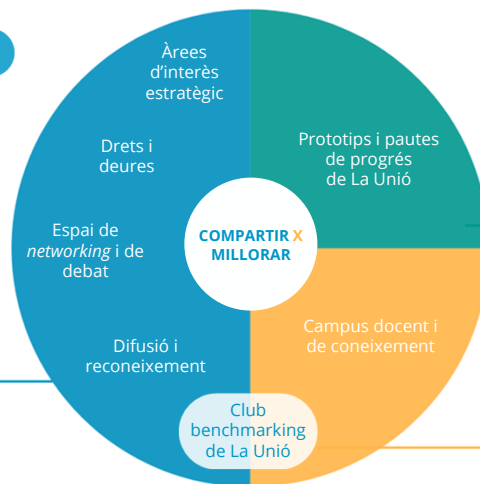 Àrees
d’interès
estratègic
Drets i
deures
Espai de
networking i de
debat
Difusió i
reconeixement
COMPARTIR X
MILLORAR
Prototips i pautes
de progrés
de La Unió
Campus docent i
de coneixement
Club
benchmarking
de La Unió